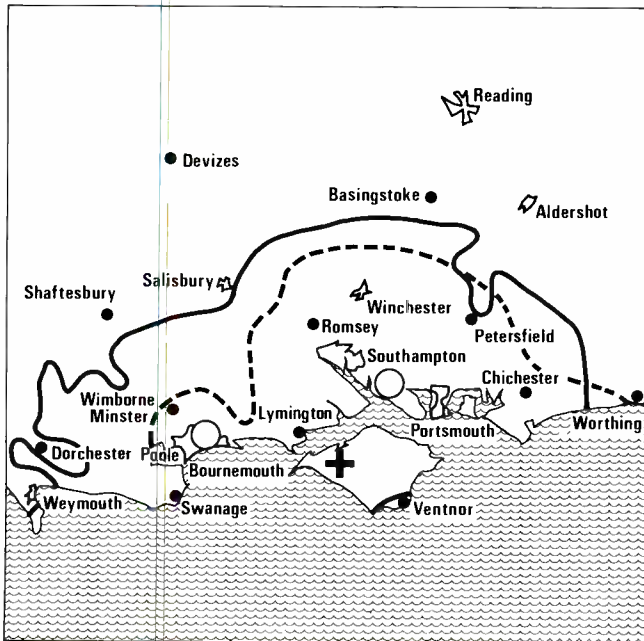 Reading
Devizes
Basingstoke
Aldershot
Salisbury
Shaftesbury
Winchester
Romsey
Petersfield
Southampton
Chichester
Wimborne
Minster
Lymington
Portsmouth
Worthing
Dorchester
Poole
Bournemouth
Weymouth
Swanage
Ventnor